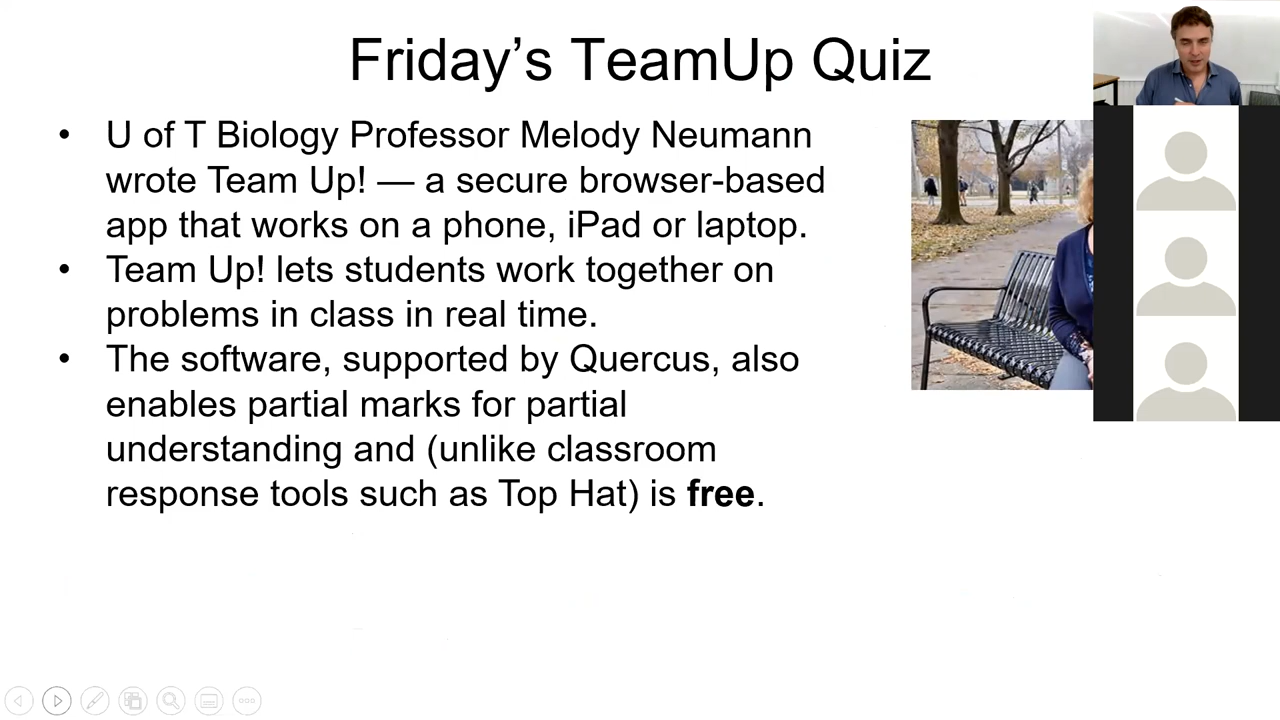 Friday’s TeamUp Quiz
• U of T Biology Professor Melody Neumann
wrote Team Up! — a secure browser-based
app that works on a phone, iPad or laptop.
• Team Up! lets students work together on
problems in class in real time.
• The software, supported by Quercus, also
enables partial marks for partial
understanding and (unlike classroom
response tools such as Top Hat) is free.